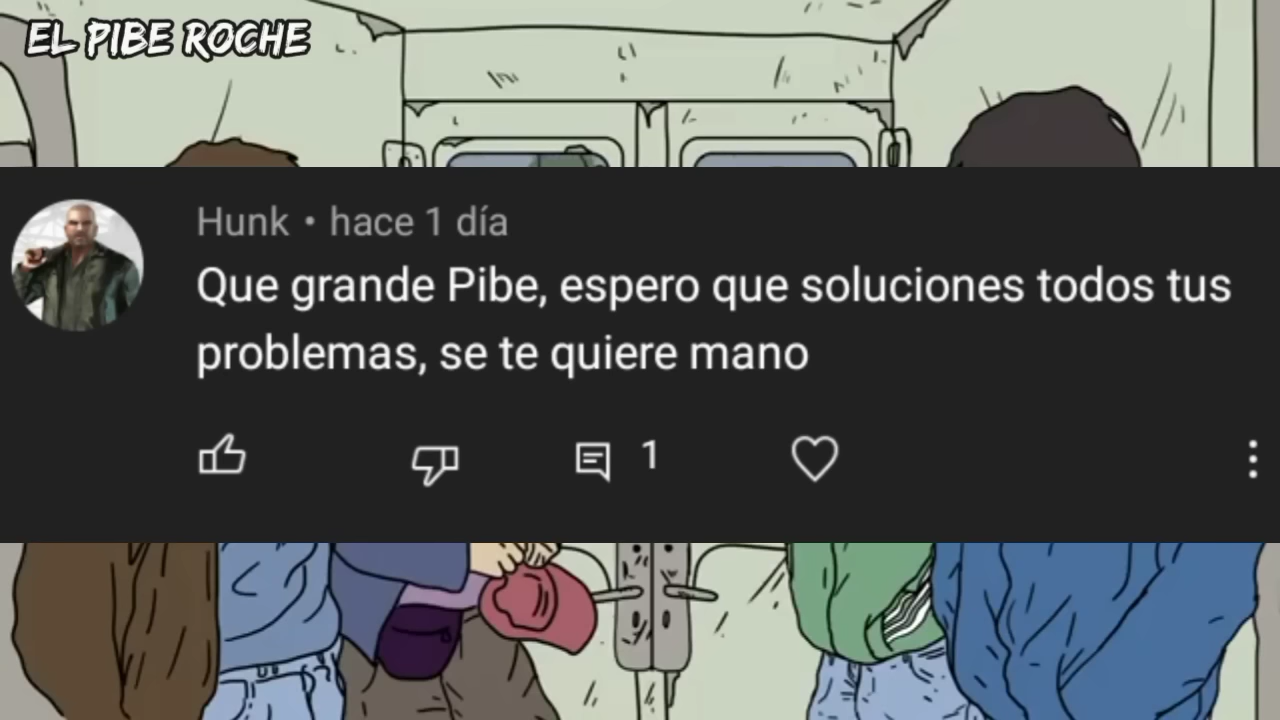 EL PIBE ROCHE
Hunk • hace 1 día
Que grande Pibe, espero que soluciones todos tus
problemas, se te quiere mano
1